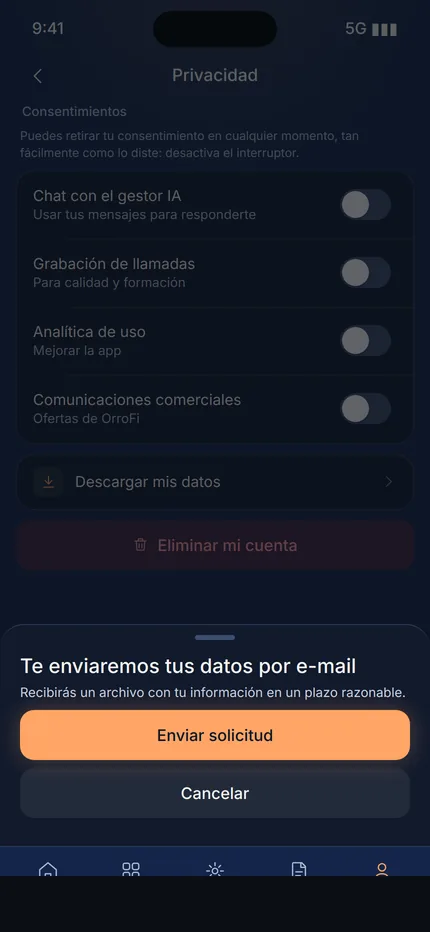 9:41
5G
Privacidad
Consentimientos
Puedes retirar tu consentimiento en cualquier momento, tan
fácilmente como lo diste: desactiva el interruptor.
Chat con el gestor IA
Usar tus mensajes para responderte
Grabación de llamadas
Para calidad y formación
Analítica de uso
Mejorar la app
Comunicaciones comerciales
Ofertas de OrroFi
Descargar mis datos
Eliminar mi cuenta
Te enviaremos tus datos por e-mail
Recibirás un archivo con tu información en un plazo razonable.
Enviar solicitud
Cancelar